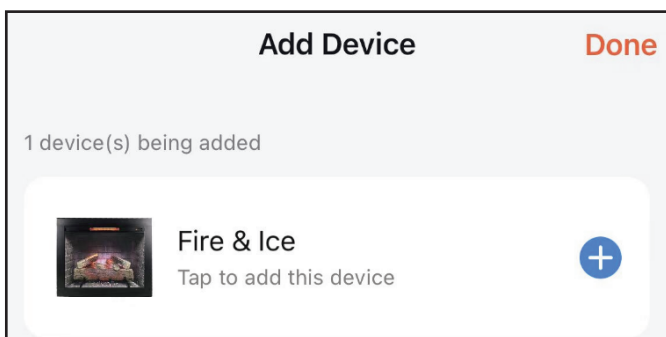 Add Device
Done
1 device(s) being added
Fire & Ice
Tap to add this device